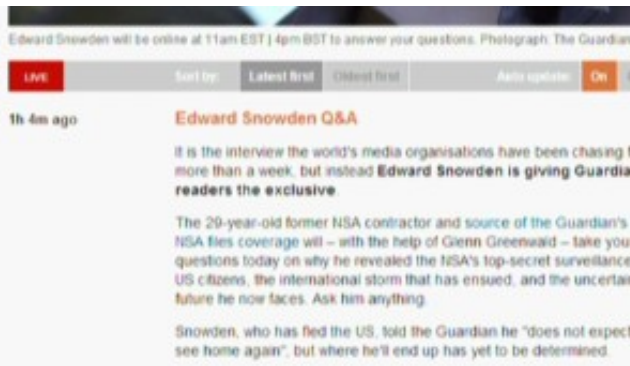 Edward Snowden will be online at 11am EST | 4pm BST to answer your questions. Photograph: The Guardian
LIVE
Sort by: Latest first Oldest first Auto update: On
1h 4m ago
Edward Snowden Q&A
It is the interview the world's media organisations have been chasing f
more than a week, but instead Edward Snowden is giving Guardia
readers the exclusive.
The 29-year-old former NSA contractor and source of the Guardian's
NSA files coverage will – with the help of Glenn Greenwald – take you
questions today on why he revealed the NSA's top-secret surveillance
US citizens, the international storm that has ensued, and the uncertain
future he now faces. Ask him anything.
Snowden, who has fled the US, told the Guardian he "does not expect
see home again", but where he'll end up has yet to be determined.